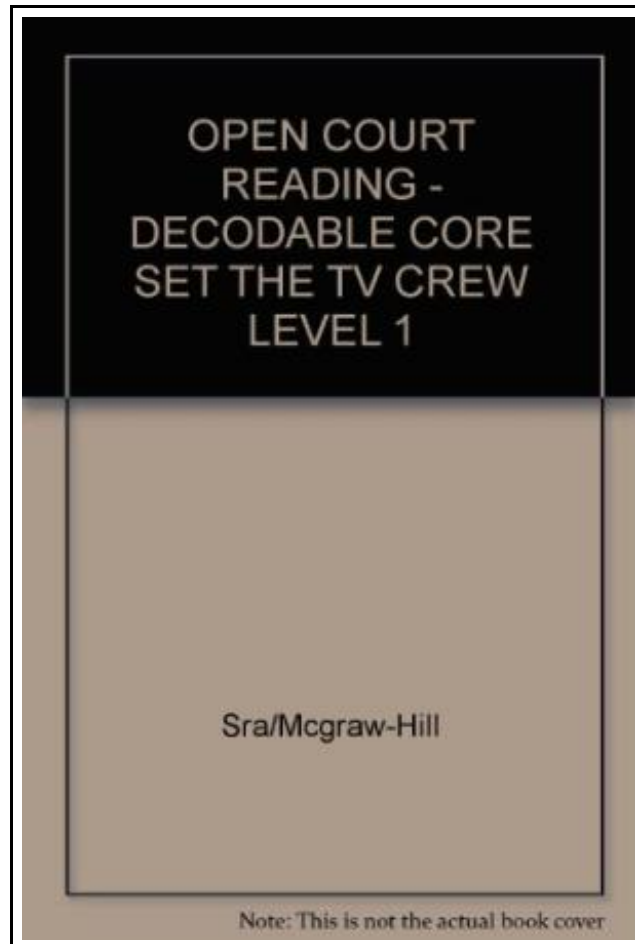 OPEN COURT
READING -
DECODABLE CORE
SET THE TV CREW
LEVEL 1
Sra/Mcgraw-Hill
Note: This is not the actual book cover